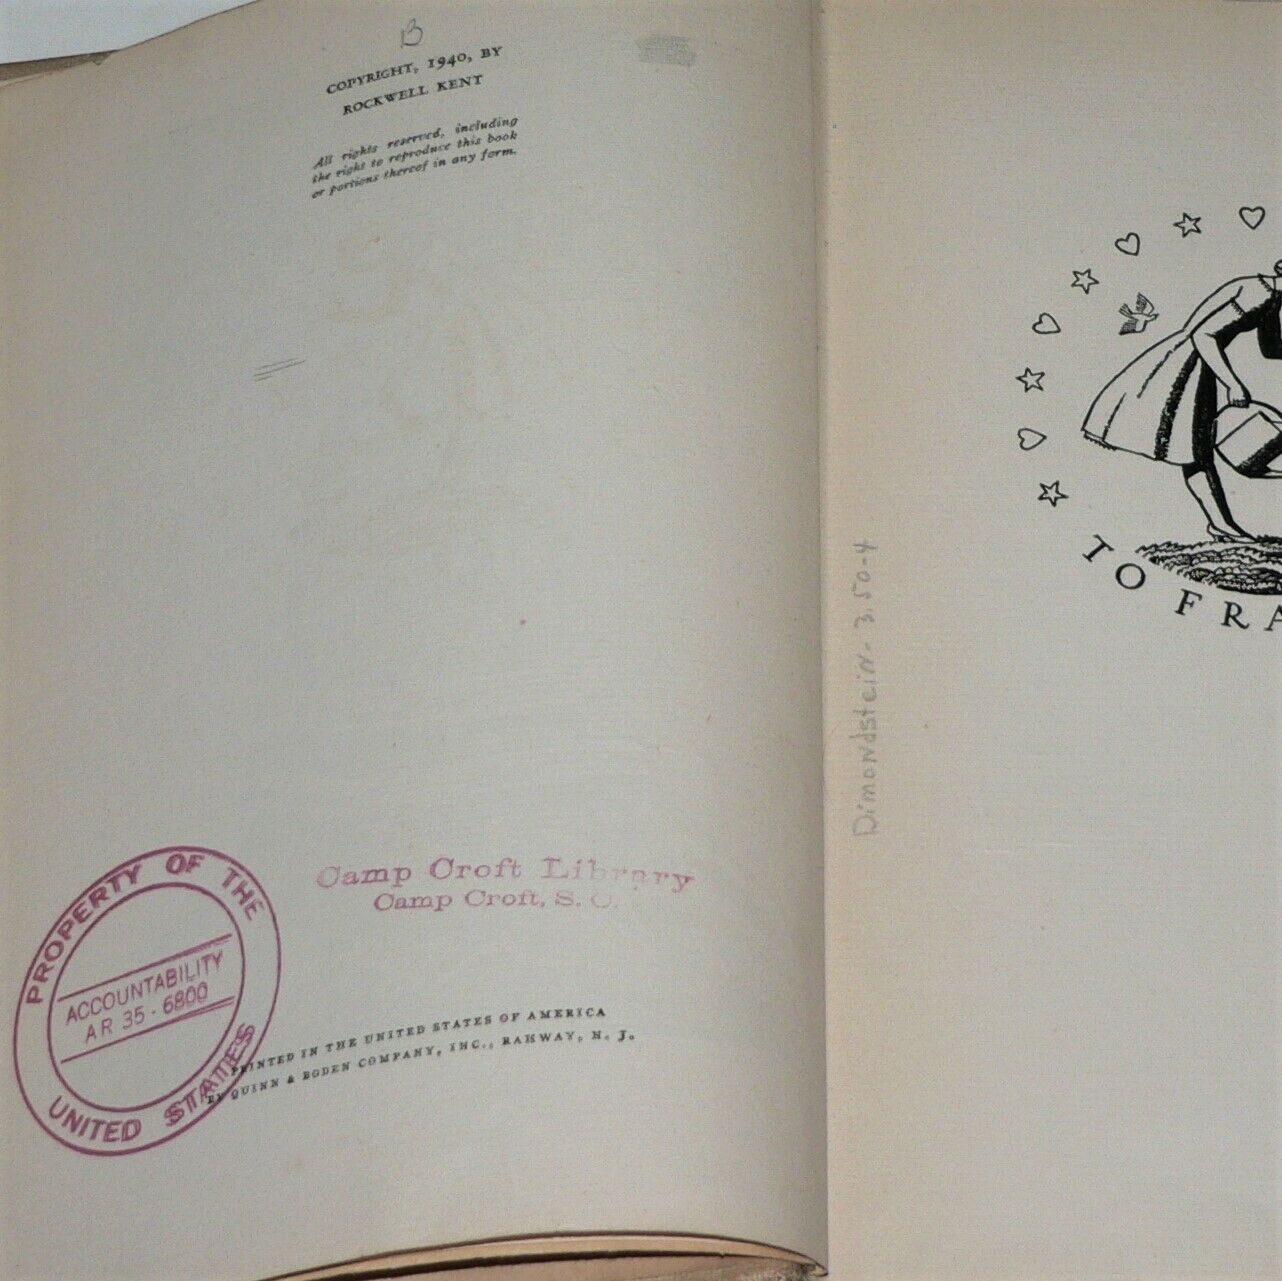 B
COPYRIGHT, 1940, BY
ROCKWELL KENT
All rights reserved, including
the right to reproduce this book
or portions thereof in any form.
Camp Croft Library
Camp Croft, S. C.
PROPERTY OF THE
UNITED STATES
ACCOUNTABILITY
AR 35-6800
PRINTED IN THE UNITED STATES OF AMERICA
BY QUINN & BODEN COMPANY, INC., RAHWAY, N. J.
Dimondstein- 3.50-4
TO FRA